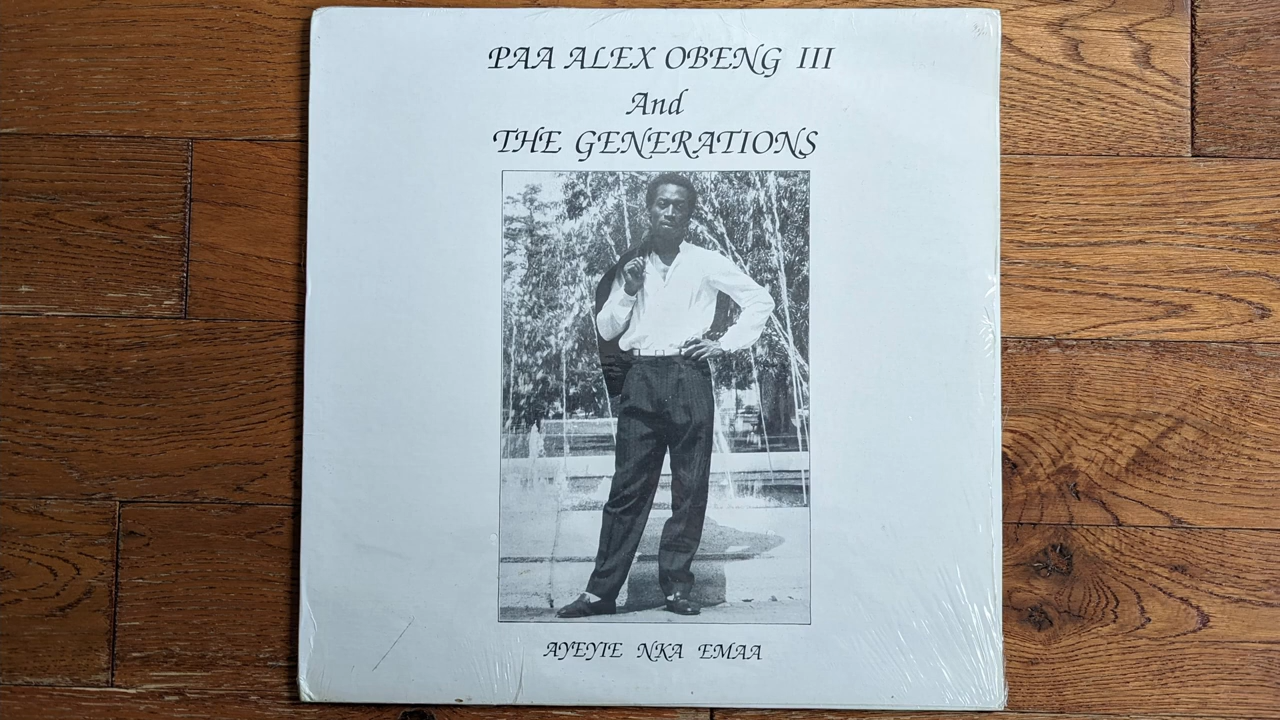 PAA ALEX OBENG III
And
THE GENERATIONS
AYEYIE NKA EMAA